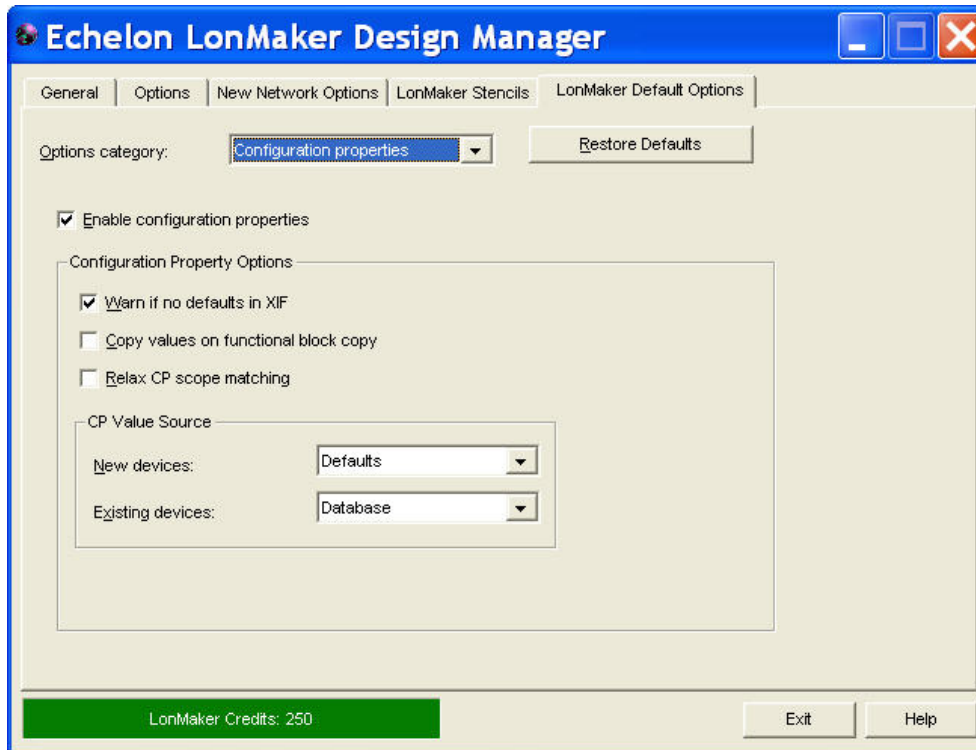 Echelon LonMaker Design Manager
General Options New Network Options LonMaker Stencils LonMaker Default Options
Options category: Configuration properties Restore Defaults
Enable configuration properties
Configuration Property Options
Warn if no defaults in XIF
Copy values on functional block copy
Relax CP scope matching
CP Value Source
New devices: Defaults
Existing devices: Database
LonMaker Credits: 250 Exit Help